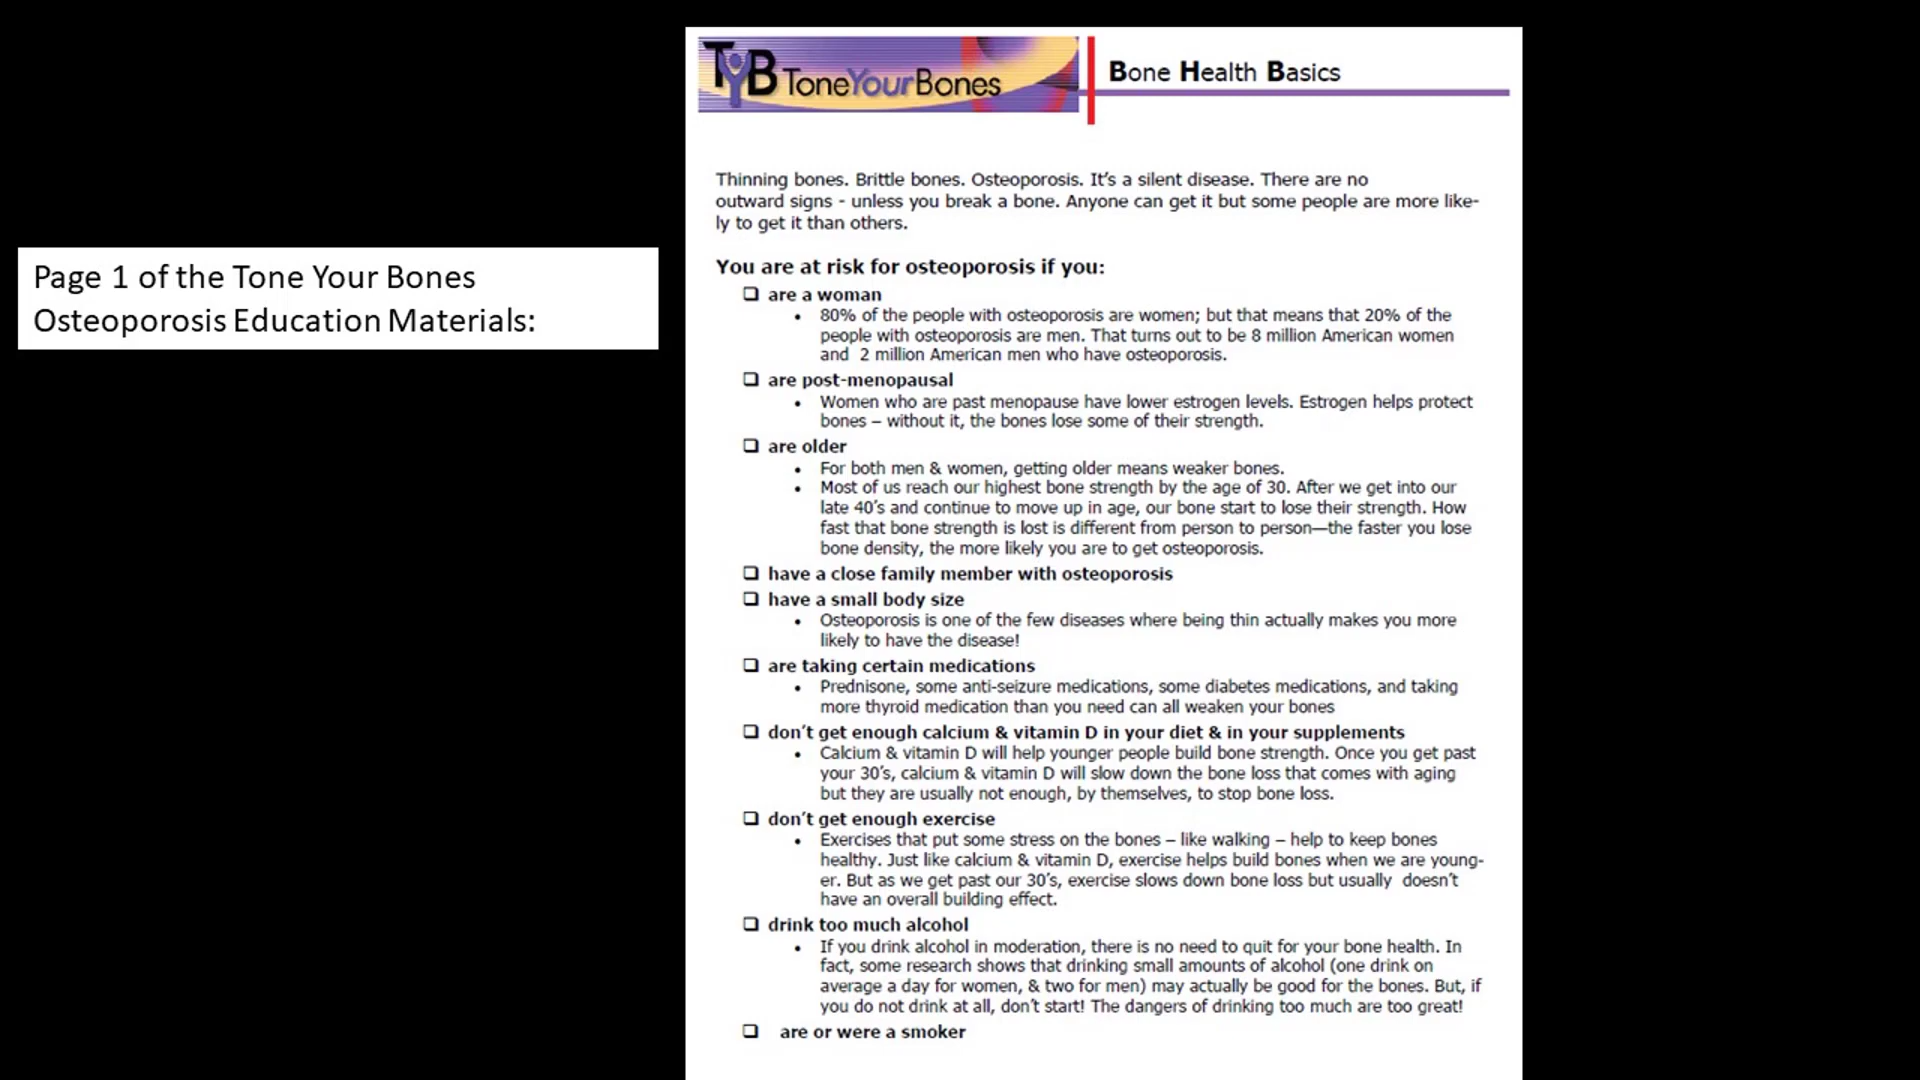 Page 1 of the Tone Your Bones
Osteoporosis Education Materials:
TYB ToneYourBones
Bone Health Basics
Thinning bones. Brittle bones. Osteoporosis. It's a silent disease. There are no
outward signs - unless you break a bone. Anyone can get it but some people are more like-
ly to get it than others.
You are at risk for osteoporosis if you:
❑ are a woman
• 80% of the people with osteoporosis are women; but that means that 20% of the
people with osteoporosis are men. That turns out to be 8 million American women
and 2 million American men who have osteoporosis.
❑ are post-menopausal
• Women who are past menopause have lower estrogen levels. Estrogen helps protect
bones – without it, the bones lose some of their strength.
❑ are older
• For both men & women, getting older means weaker bones.
• Most of us reach our highest bone strength by the age of 30. After we get into our
late 40's and continue to move up in age, our bone start to lose their strength. How
fast that bone strength is lost is different from person to person—the faster you lose
bone density, the more likely you are to get osteoporosis.
❑ have a close family member with osteoporosis
❑ have a small body size
• Osteoporosis is one of the few diseases where being thin actually makes you more
likely to have the disease!
❑ are taking certain medications
• Prednisone, some anti-seizure medications, some diabetes medications, and taking
more thyroid medication than you need can all weaken your bones
❑ don't get enough calcium & vitamin D in your diet & in your supplements
• Calcium & vitamin D will help younger people build bone strength. Once you get past
your 30's, calcium & vitamin D will slow down the bone loss that comes with aging
but they are usually not enough, by themselves, to stop bone loss.
❑ don't get enough exercise
• Exercises that put some stress on the bones – like walking – help to keep bones
healthy. Just like calcium & vitamin D, exercise helps build bones when we are young-
er. But as we get past our 30's, exercise slows down bone loss but usually doesn't
have an overall building effect.
❑ drink too much alcohol
• If you drink alcohol in moderation, there is no need to quit for your bone health. In
fact, some research shows that drinking small amounts of alcohol (one drink on
average a day for women, & two for men) may actually be good for the bones. But, if
you do not drink at all, don't start! The dangers of drinking too much are too great!
❑ are or were a smoker